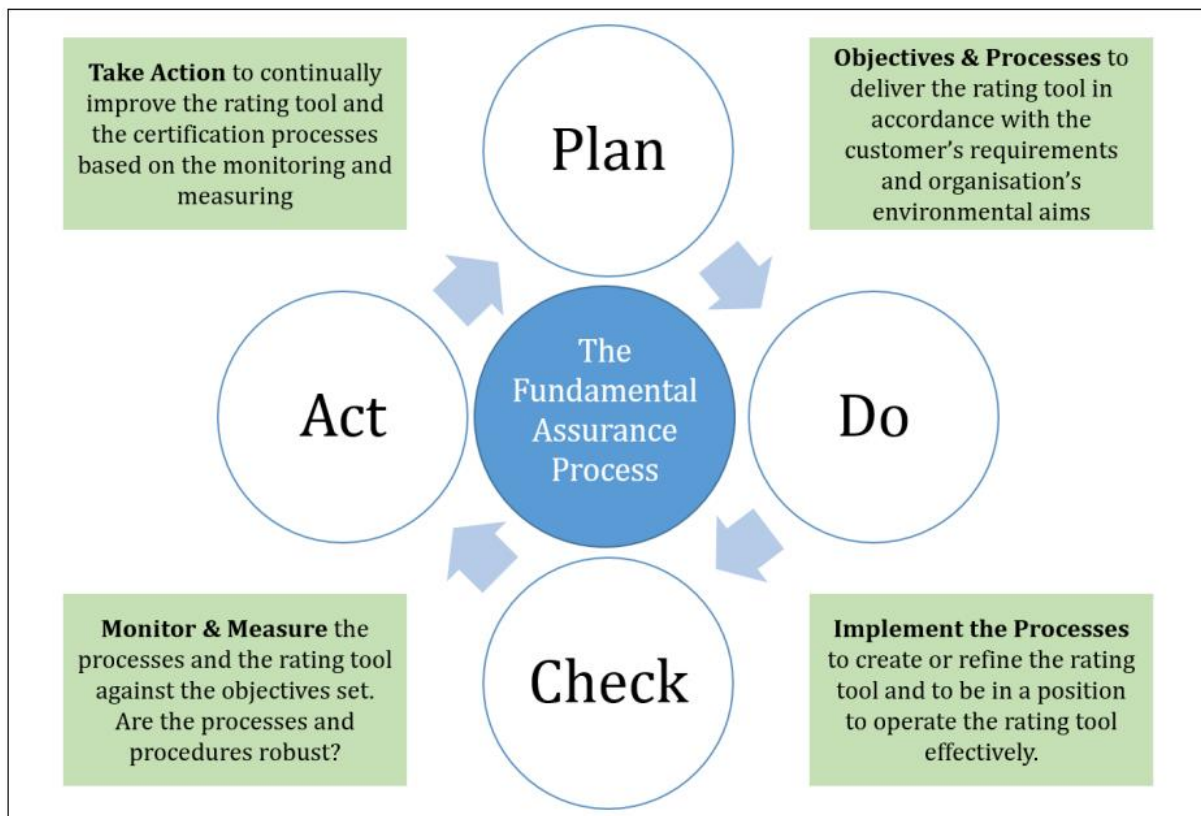 Take Action to continually
improve the rating tool and
the certification processes
based on the monitoring and
measuring
Plan
Objectives & Processes to
deliver the rating tool in
accordance with the
customer's requirements
and organisation's
environmental aims
Act
The
Fundamental
Assurance
Process
Do
Monitor & Measure the
processes and the rating tool
against the objectives set.
Are the processes and
procedures robust?
Check
Implement the Processes
to create or refine the rating
tool and to be in a position
to operate the rating tool
effectively.